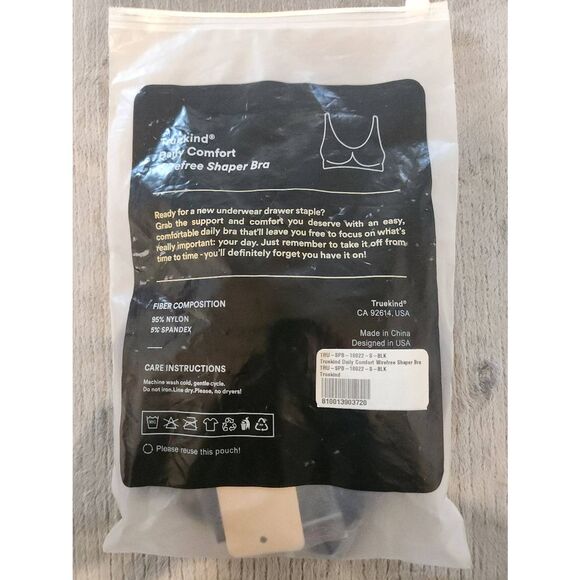 Truekind®
Daily Comfort
Wirefree Shaper Bra
Ready for a new underwear drawer staple?
Grab the support and comfort you deserve with an easy,
comfortable daily bra that'll leave you free to focus on what's
really important: your day. Just remember to take it off from
time to time - you'll definitely forget you have it on!
FIBER COMPOSITION
95% NYLON
5% SPANDEX
Truekind®
CA 92614, USA
Made in China
Designed in USA
TRU-SPB-18022-S-BLK
Truekind Daily Comfort Wirefree Shaper Bra
TRU-SPB-18022-S-BLK
Truekind
810013903728
CARE INSTRUCTIONS
Machine wash cold, gentle cycle.
Do not iron.Line dry.Please, no dryers!
Please reuse this pouch!